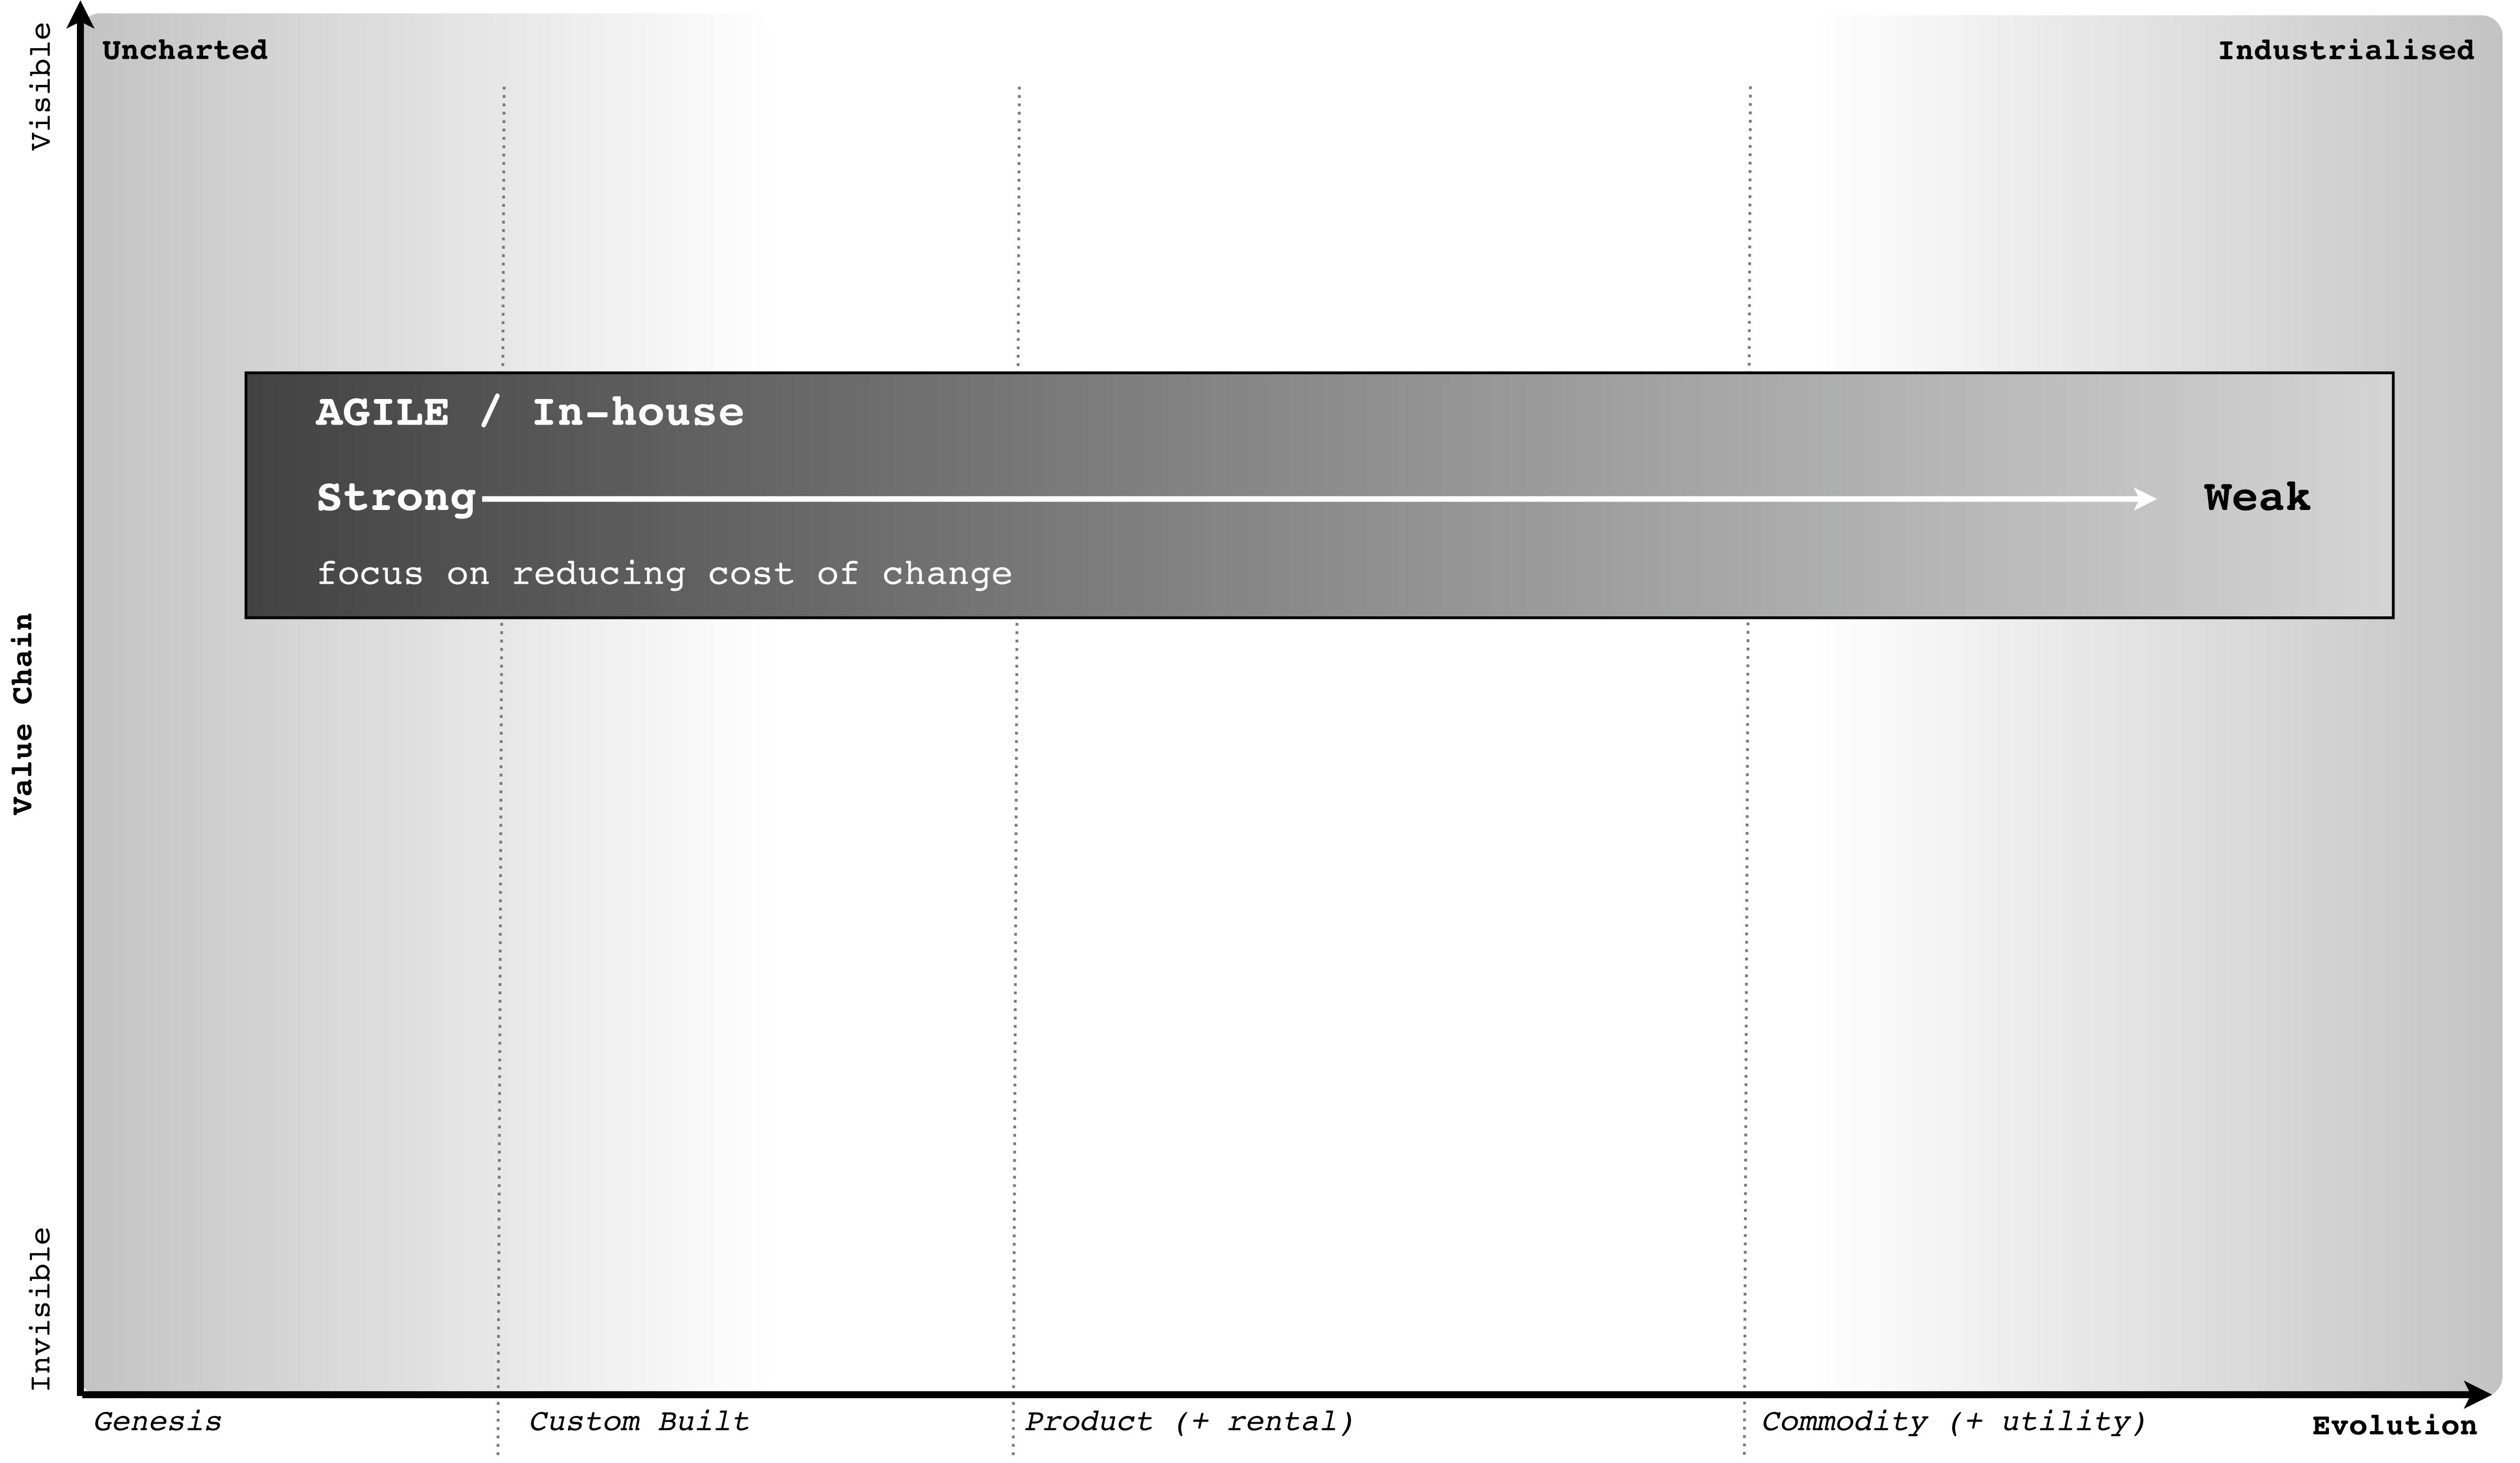 Visible
Uncharted
Industrialised
AGILE / In-house
Strong
Weak
focus on reducing cost of change
Value Chain
Invisible
Genesis
Custom Built
Product (+ rental)
Commodity (+ utility)
Evolution